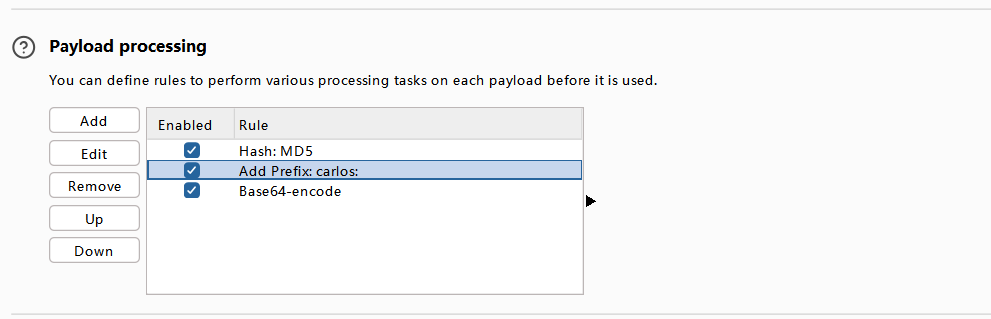 ?
Payload processing
You can define rules to perform various processing tasks on each payload before it is used.
Add
Edit
Remove
Up
Down
Enabled Rule
Hash: MD5
Add Prefix: carlos:
Base64-encode